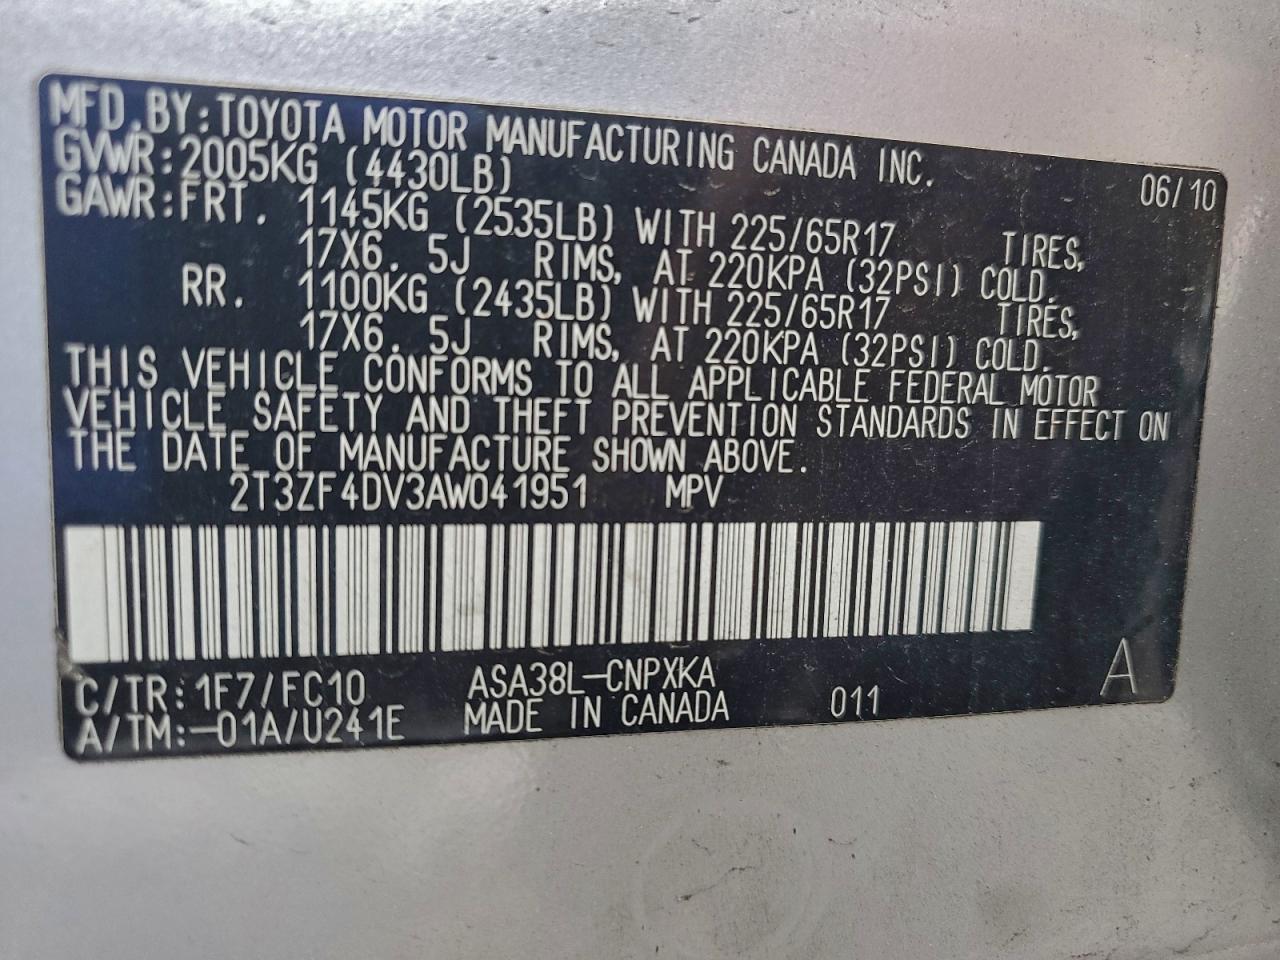 MFD.BY:TOYOTA MOTOR MANUFACTURING CANADA INC. 06/10
GVWR:2005KG (4430LB)
GAWR:FRT. 1145KG (2535LB) WITH 225/65R17 TIRES,
17X6. 5J RIMS, AT 220KPA (32PSI) COLD.
RR. 1100KG (2435LB) WITH 225/65R17 TIRES,
17X6. 5J RIMS, AT 220KPA (32PSI) COLD.
THIS VEHICLE CONFORMS TO ALL APPLICABLE FEDERAL MOTOR
VEHICLE SAFETY AND THEFT PREVENTION STANDARDS IN EFFECT ON
THE DATE OF MANUFACTURE SHOWN ABOVE.
2T3ZF4DV3AW041951 MPV
C/TR:1F7/FC10 ASA38L-CNPXKA 011 A
A/TM:-01A/U241E MADE IN CANADA